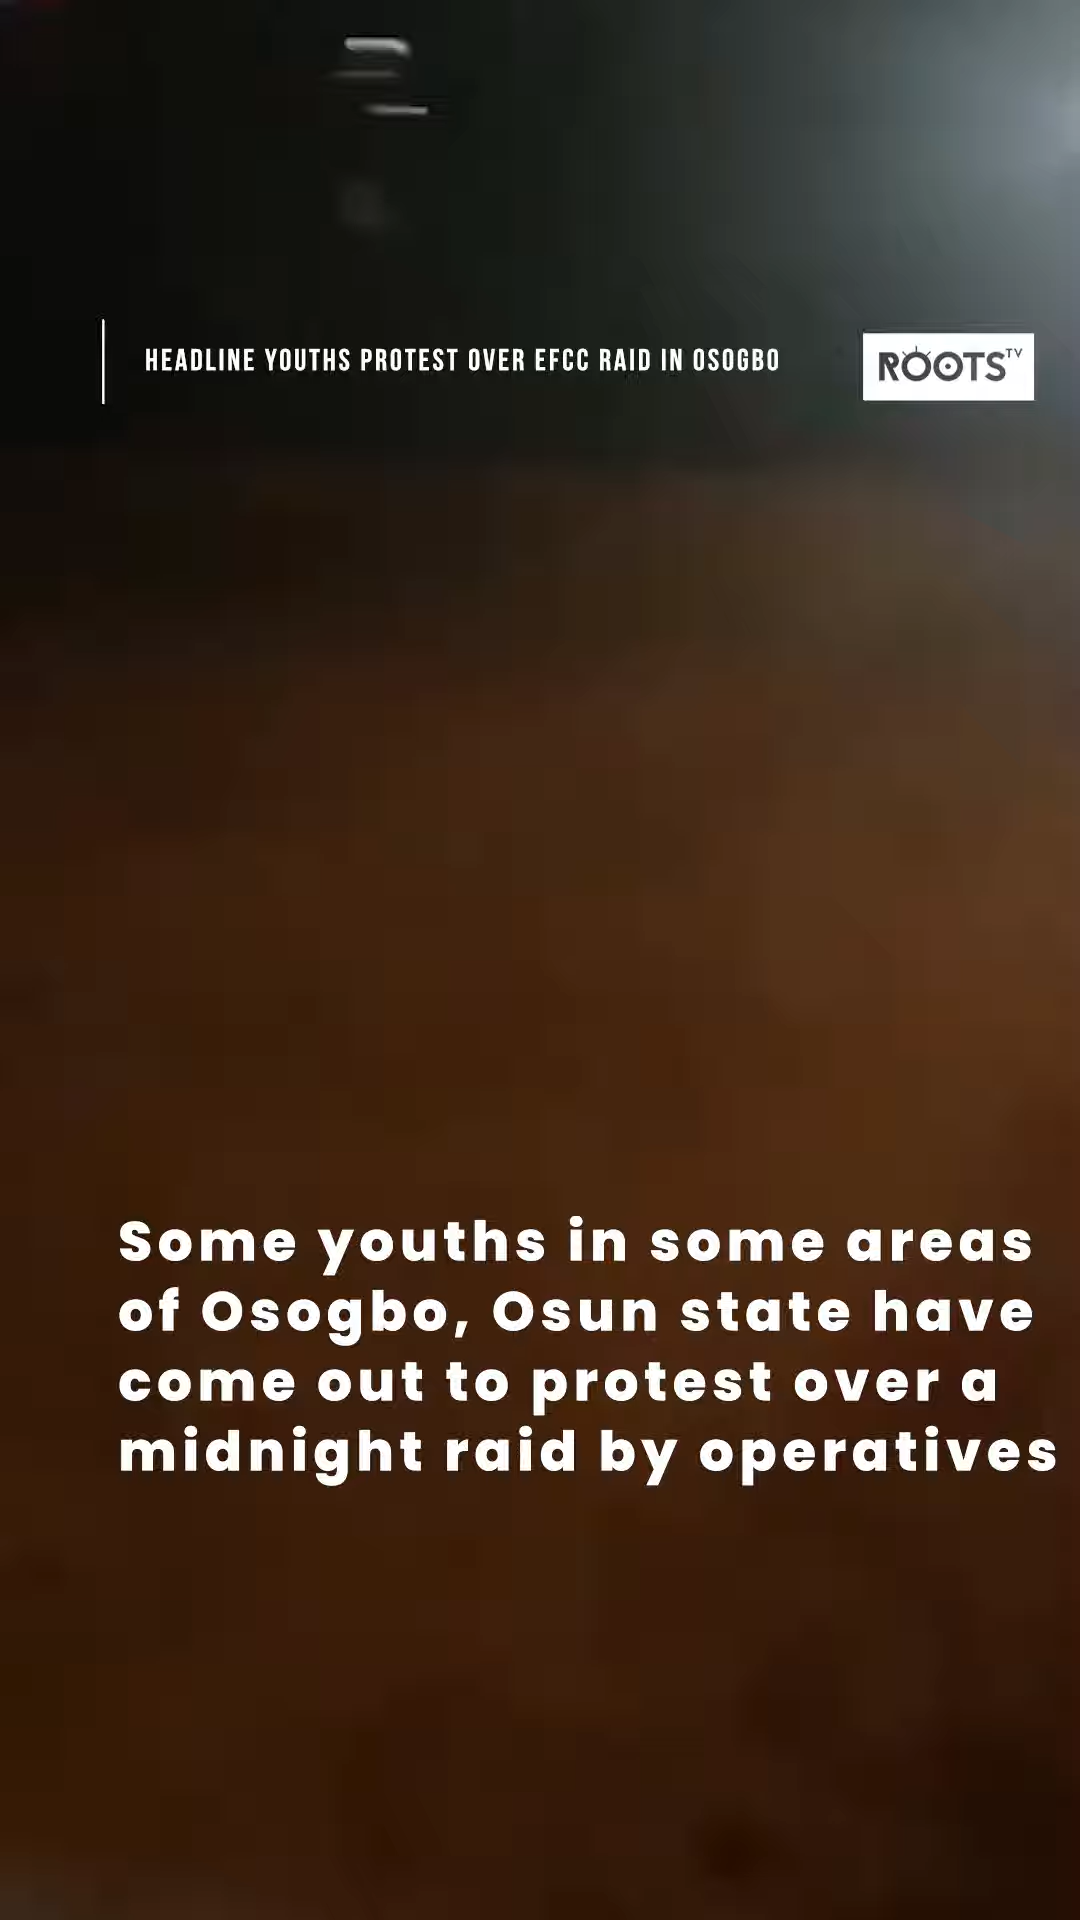 HEADLINE YOUTHS PROTEST OVER EFCC RAID IN OSOGBO
ROOTS TV
Some youths in some areas
of Osogbo, Osun state have
come out to protest over a
midnight raid by operatives